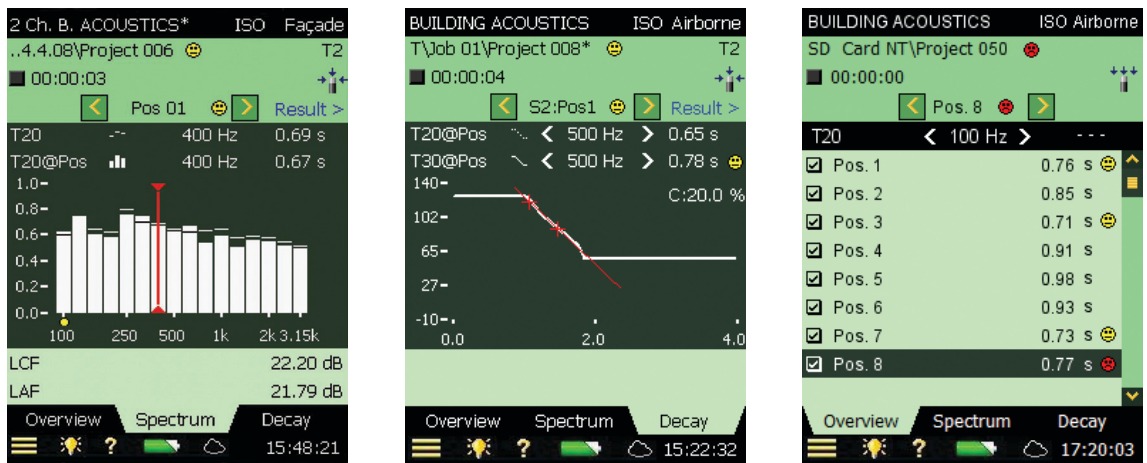 2 Ch. B. ACOUSTICS* ISO Façade
..4.4.08\Project 006 T2
00:00:03
< Pos 01 > Result >
T20 400 Hz 0.69 s
T20@Pos 400 Hz 0.67 s
1.0-
0.8-
0.6-
0.4-
0.2-
0.0-
100 250 500 1k 2k 3.15k
LCF 22.20 dB
LAF 21.79 dB
Overview Spectrum Decay
? 15:48:21
BUILDING ACOUSTICS ISO Airborne
T\Job 01\Project 008* T2
00:00:04
< S2:Pos1 > Result >
T20@Pos < 500 Hz > 0.65 s
T30@Pos < 500 Hz > 0.78 s
140-
C:20.0 %
102-
65-
27-
-10-
0.0 2.0 4.0
Overview Spectrum Decay
? 15:22:32
BUILDING ACOUSTICS ISO Airborne
SD Card NT\Project 050
00:00:00
< Pos. 8 >
T20 < 100 Hz > - - -
Pos. 1 0.76 s
Pos. 2 0.85 s
Pos. 3 0.71 s
Pos. 4 0.91 s
Pos. 5 0.98 s
Pos. 6 0.93 s
Pos. 7 0.73 s
Pos. 8 0.77 s
Overview Spectrum Decay
? 17:20:03